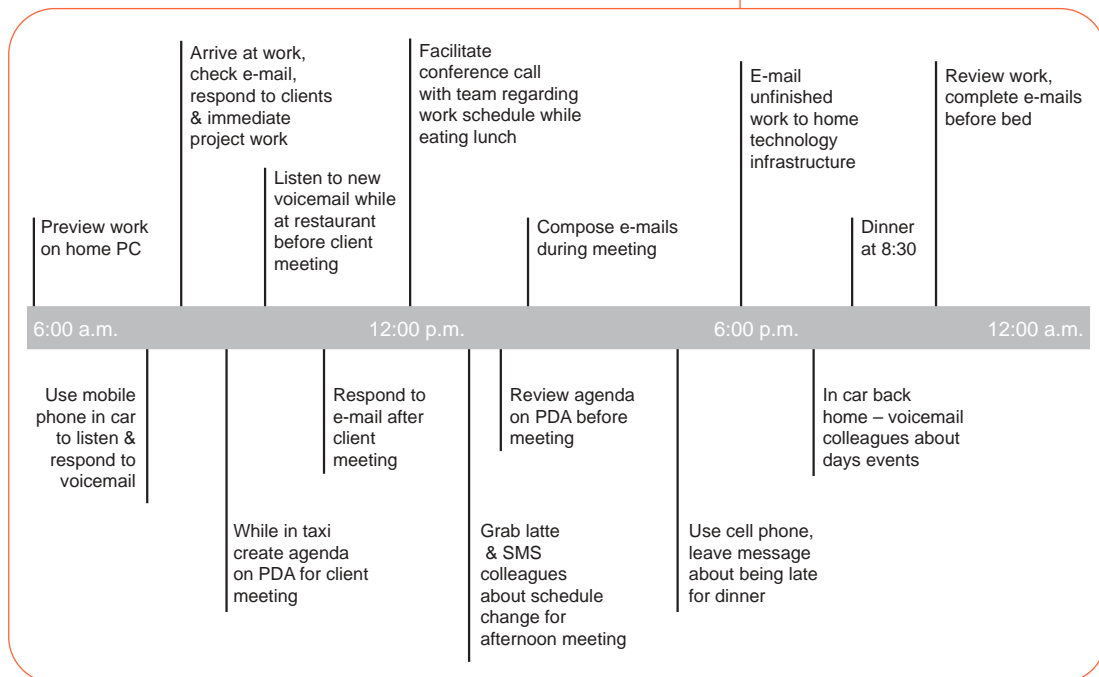 Arrive at work,
check e-mail,
respond to clients
& immediate
project work
Facilitate
conference call
with team regarding
work schedule while
eating lunch
E-mail
unfinished
work to home
technology
infrastructure
Review work,
complete e-mails
before bed
Listen to new
voicemail while
at restaurant
before client
meeting
Preview work
on home PC
Compose e-mails
during meeting
Dinner
at 8:30
6:00 a.m.
12:00 p.m.
6:00 p.m.
12:00 a.m.
Use mobile
phone in car
to listen &
respond to
voicemail
Respond to
e-mail after
client
meeting
Review agenda
on PDA before
meeting
In car back
home – voicemail
colleagues about
days events
While in taxi
create agenda
on PDA for client
meeting
Grab latte
& SMS
colleagues
about schedule
change for
afternoon meeting
Use cell phone,
leave message
about being late
for dinner